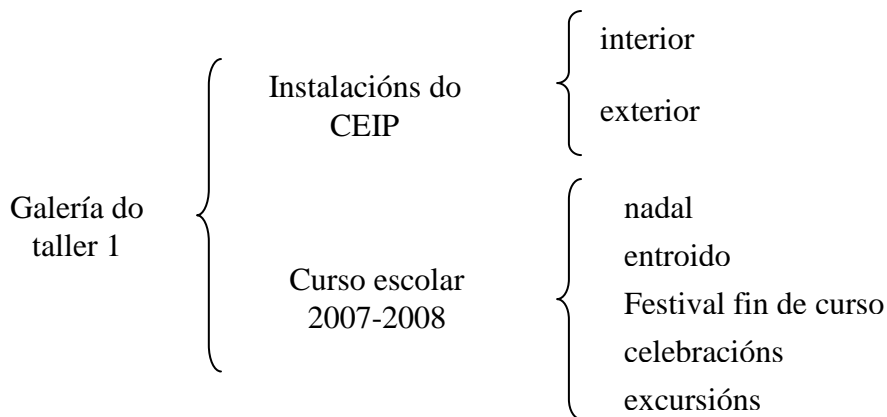 Galería do
taller 1
Instalacións do
CEIP
interior
exterior
Curso escolar
2007-2008
nadal
entroido
Festival fin de curso
celebracións
excursións